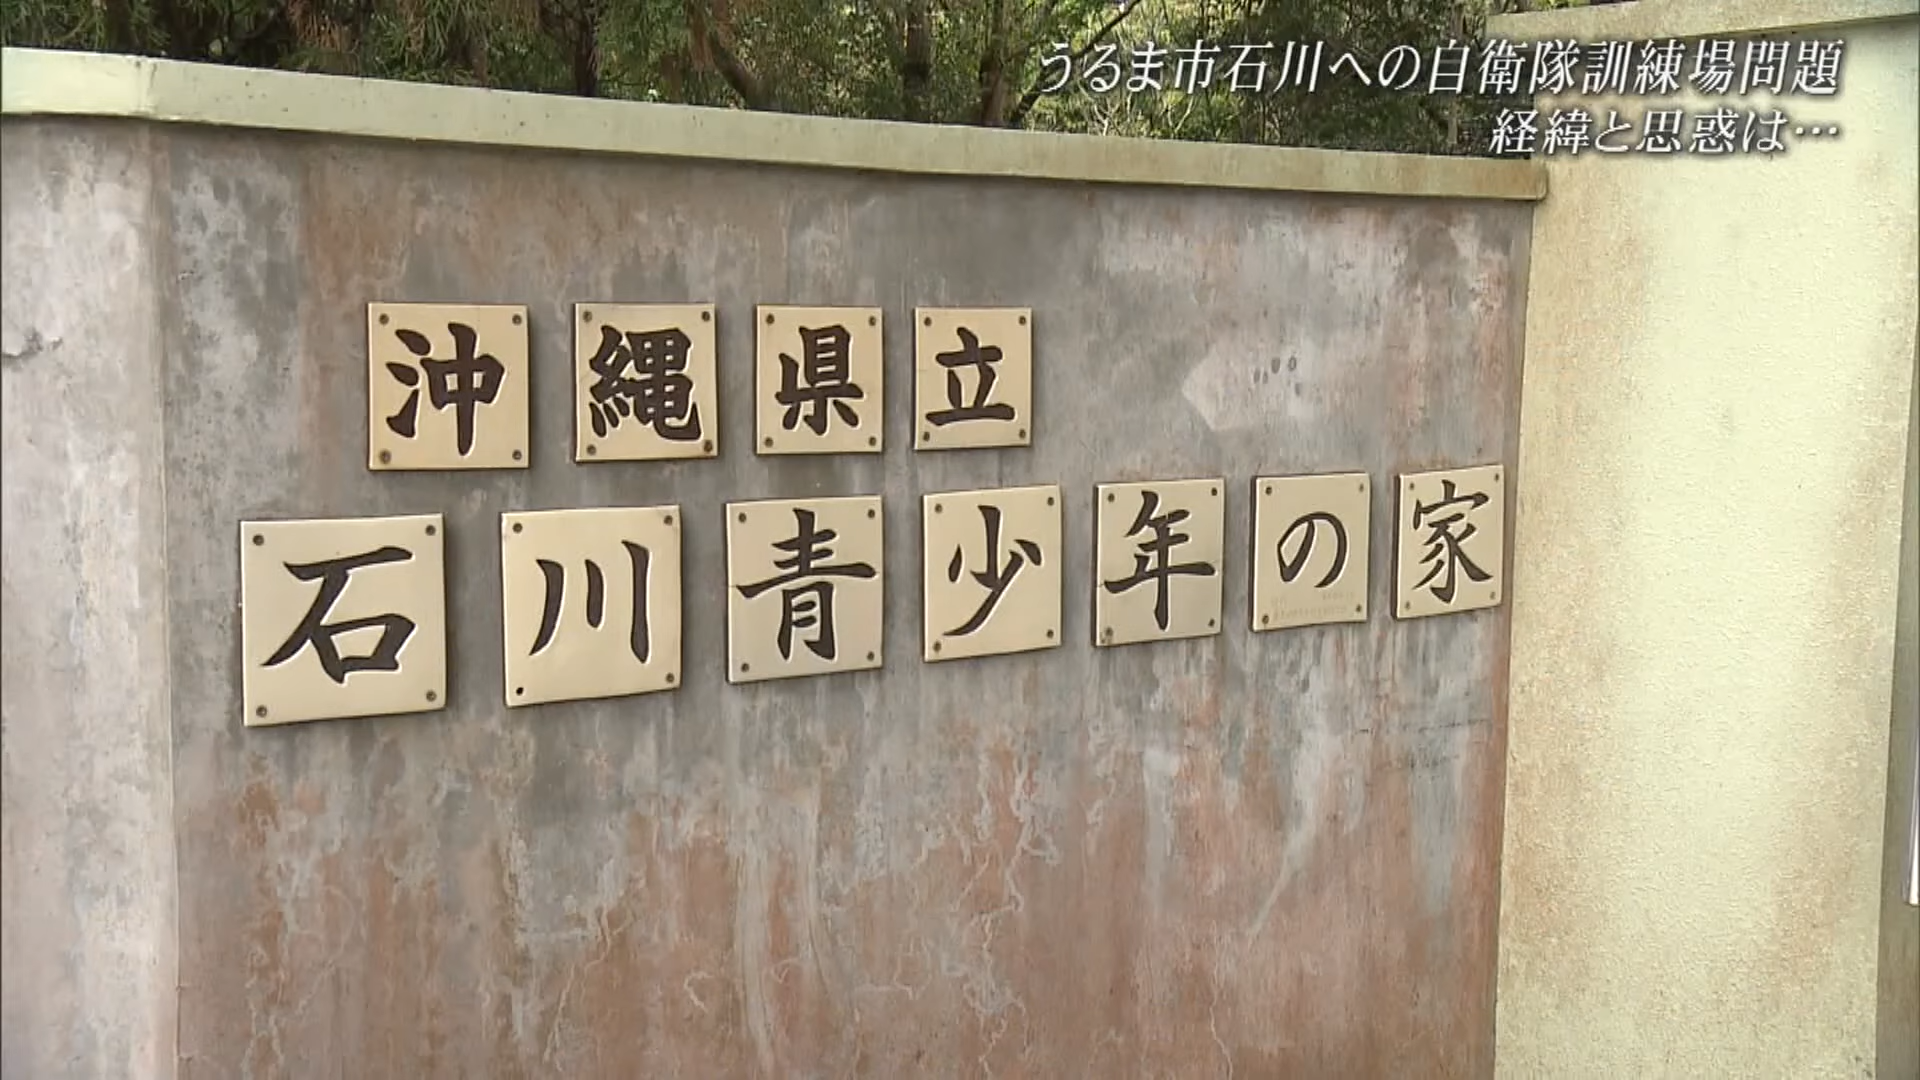 うるま市石川への自衛隊訓練場問題
経緯と思惑は…
沖縄県立
石川青少年の家